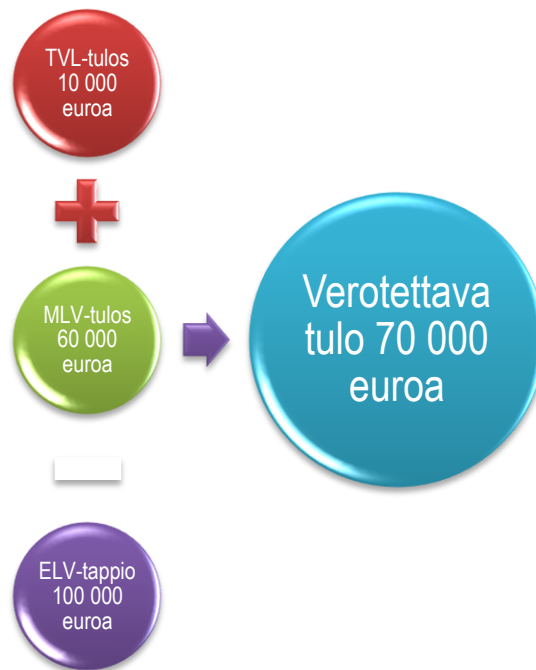 TVL-tulos
10 000
euroa
MLV-tulos
60 000
euroa
Verotettava
tulo 70 000
euroa
ELV-tappio
100 000
euroa